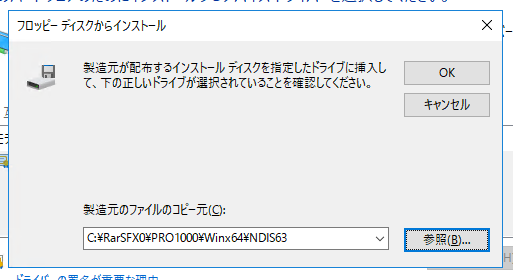 フロッピー ディスクからインストール
製造元が配布するインストール ディスクを指定したドライブに挿入し
て、下の正しいドライブが選択されていることを確認してください。
OK
キャンセル
製造元のファイルのコピー元(C):
C:¥RarSFX0¥PRO1000¥Winx64¥NDIS63
参照(B)...